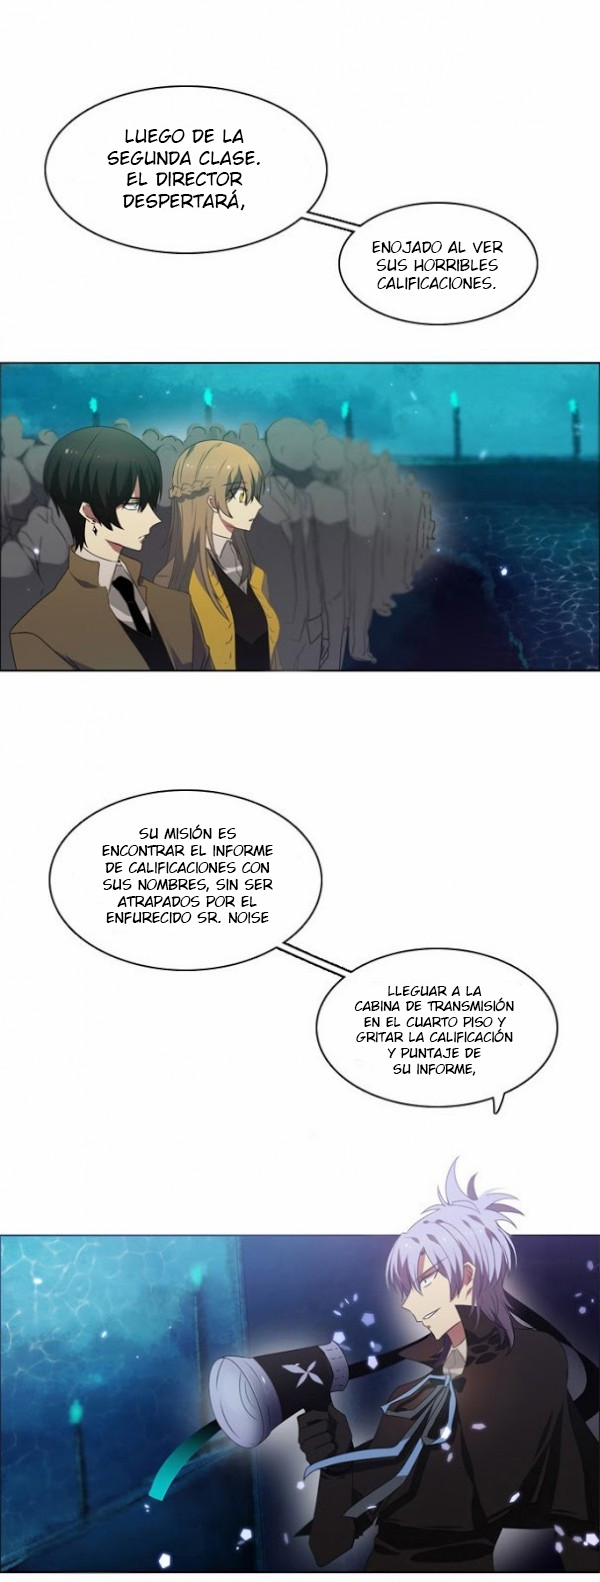 LUEGO DE LA
SEGUNDA CLASE.
EL DIRECTOR
DESPERTARÁ,
ENOJADO AL VER
SUS HORRIBLES
CALIFICACIONES.
SU MISIÓN ES
ENCONTRAR EL INFORME
DE CALIFICACIONES CON
SUS NOMBRES, SIN SER
ATRAPADOS POR EL
ENFURECIDO SR. NOISE
LLEGUAR A LA
CABINA DE TRANSMISIÓN
EN EL CUARTO PISO Y
GRITAR LA CALIFICACIÓN
Y PUNTAJE DE
SU INFORME,